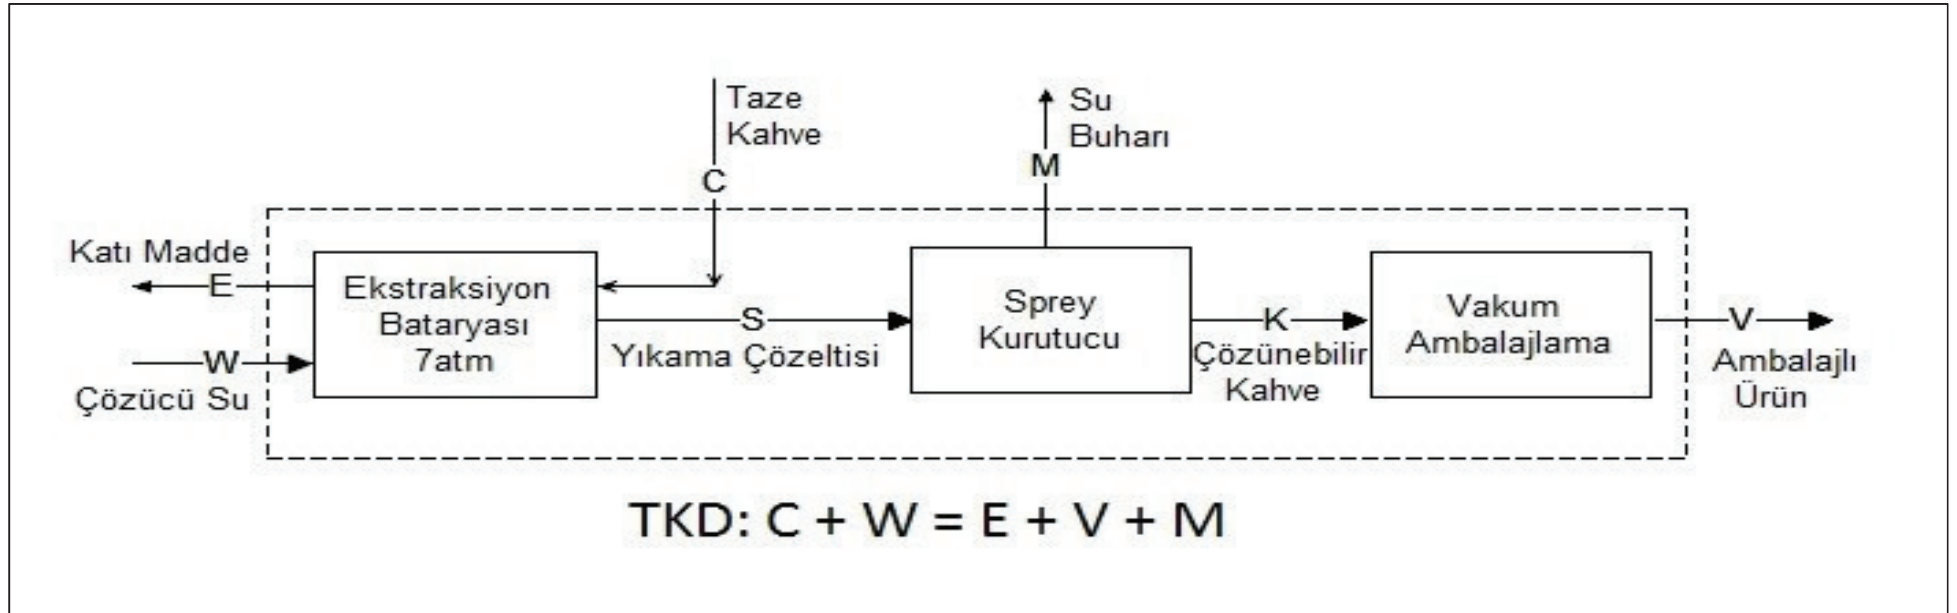 Taze
Kahve
C
Su
Buharı
M
Katı Madde
E
W
Çözücü Su
Ekstraksiyon
Bataryası
7atm
S
Yıkama Çözeltisi
Sprey
Kurutucu
K
Çözünebilir
Kahve
Vakum
Ambalajlama
V
Ambalajlı
Ürün
TKD: C + W = E + V + M